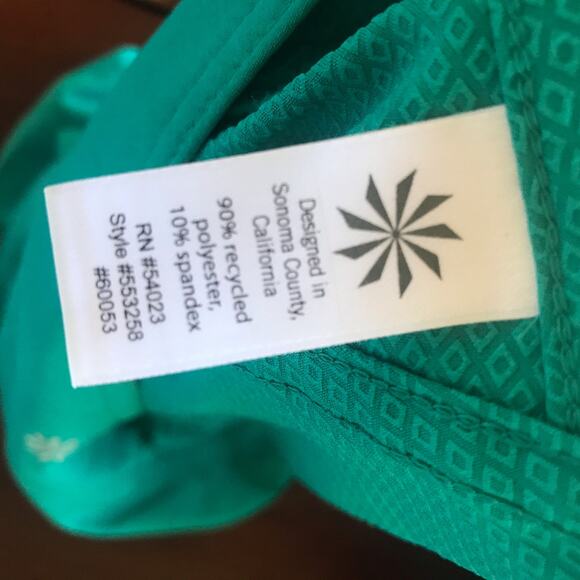 Designed in
Sonoma County,
California
90% recycled
polyester,
10% spandex
RN #54023
Style #553258
#60053